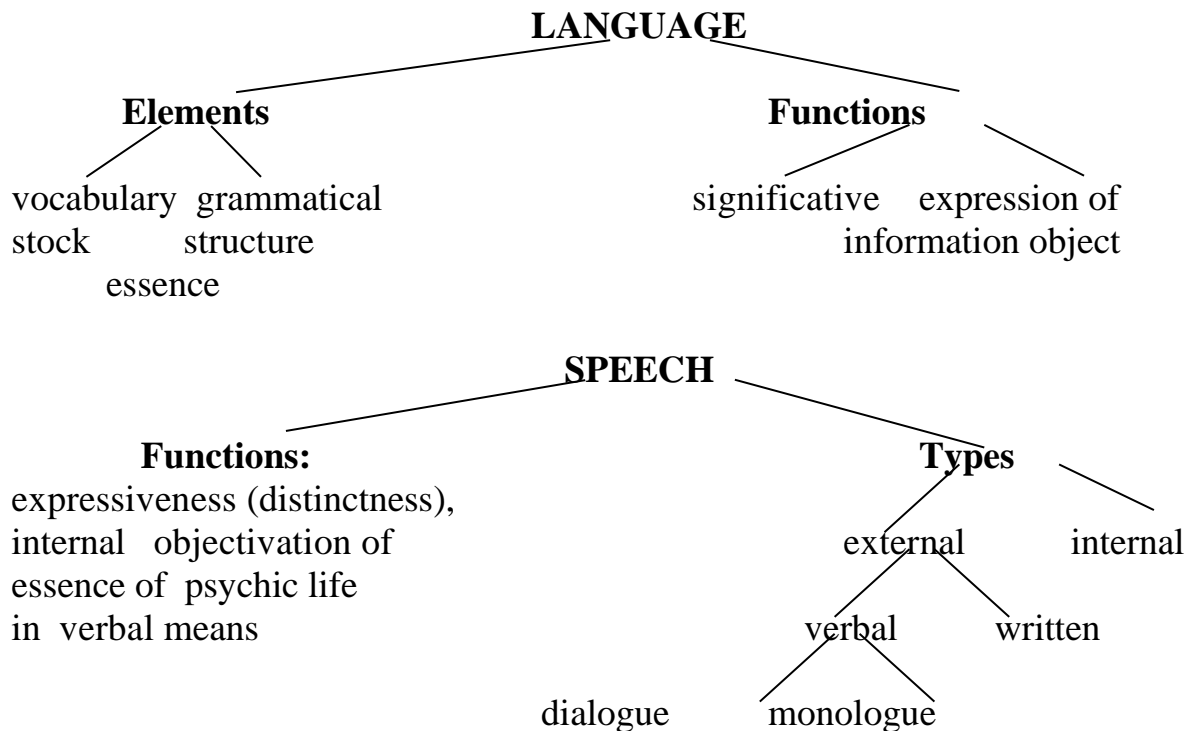 LANGUAGE
Elements Functions
vocabulary grammatical significative expression of
stock structure information object
essence
SPEECH
Functions: Types
expressiveness (distinctness),
internal objectivation of external internal
essence of psychic life
in verbal means verbal written
dialogue monologue